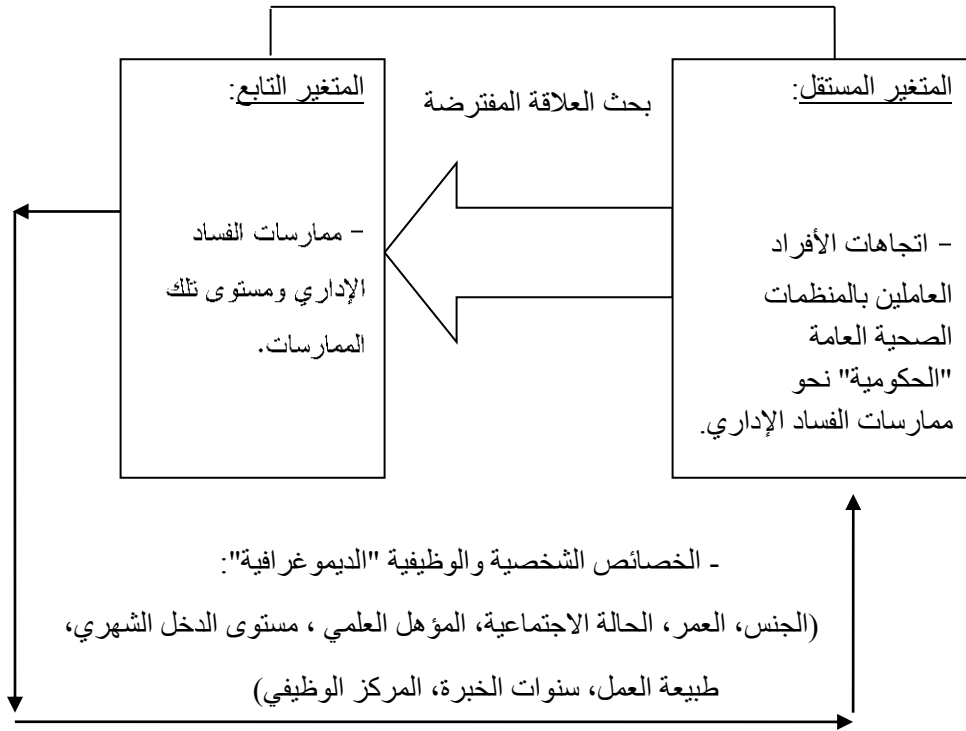 المتغير المستقل:
- اتجاهات الأفراد
العاملين بالمنظمات
الصحية العامة
"الحكومية" نحو
ممارسات الفساد الإداري.
بحث العلاقة المفترضة
المتغير التابع:
- ممارسات الفساد
الإداري ومستوى تلك
الممارسات.
- الخصائص الشخصية والوظيفية "الديموغرافية":
(الجنس، العمر، الحالة الاجتماعية، المؤهل العلمي ، مستوى الدخل الشهري،
طبيعة العمل، سنوات الخبرة، المركز الوظيفي)